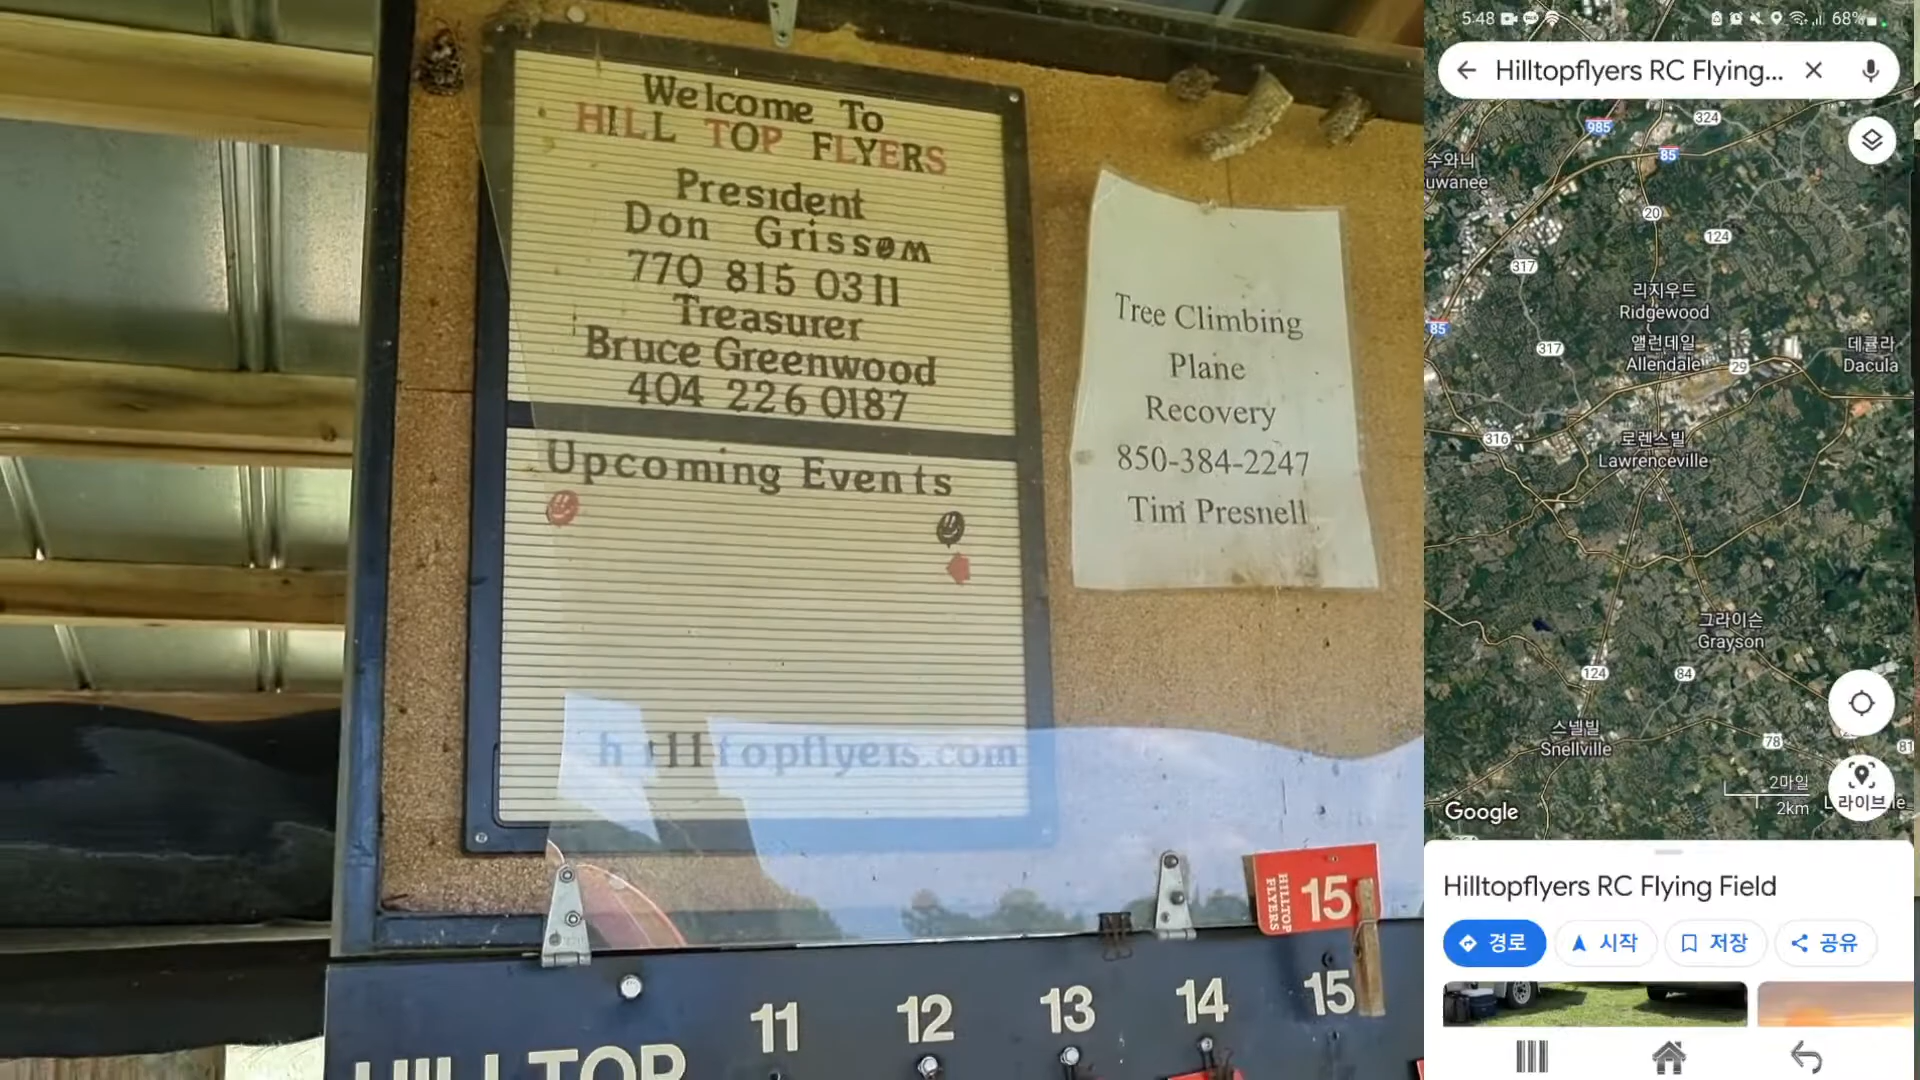 Welcome To
HILL TOP FLYERS
President
Don Grissom
770 815 0311
Treasurer
Bruce Greenwood
404 226 0187
Upcoming Events
hilltopflyers.com
Tree Climbing
Plane
Recovery
850-384-2247
Tim Presnell
HILLTOP
FLYERS
15
11 12 13 14 15
HILLTOP
5:48 68%
Hilltopflyers RC Flying...
985
324
85
수와니
uwanee
20
124
317
리지우드
Ridgewood
85
317
앨런데일
Allendale
29
데큘라
Dacula
316
로렌스빌
Lawrenceville
그라이슨
Grayson
124
84
스넬빌
Snellville
78
81
2마일
2km
라이브
Google
Hilltopflyers RC Flying Field
경로 시작 저장 공유